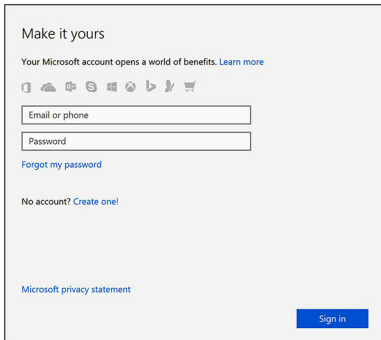 Make it yours
Your Microsoft account opens a world of benefits. Learn more
Email or phone
Password
Forgot my password
No account? Create one!
Microsoft privacy statement
Sign in